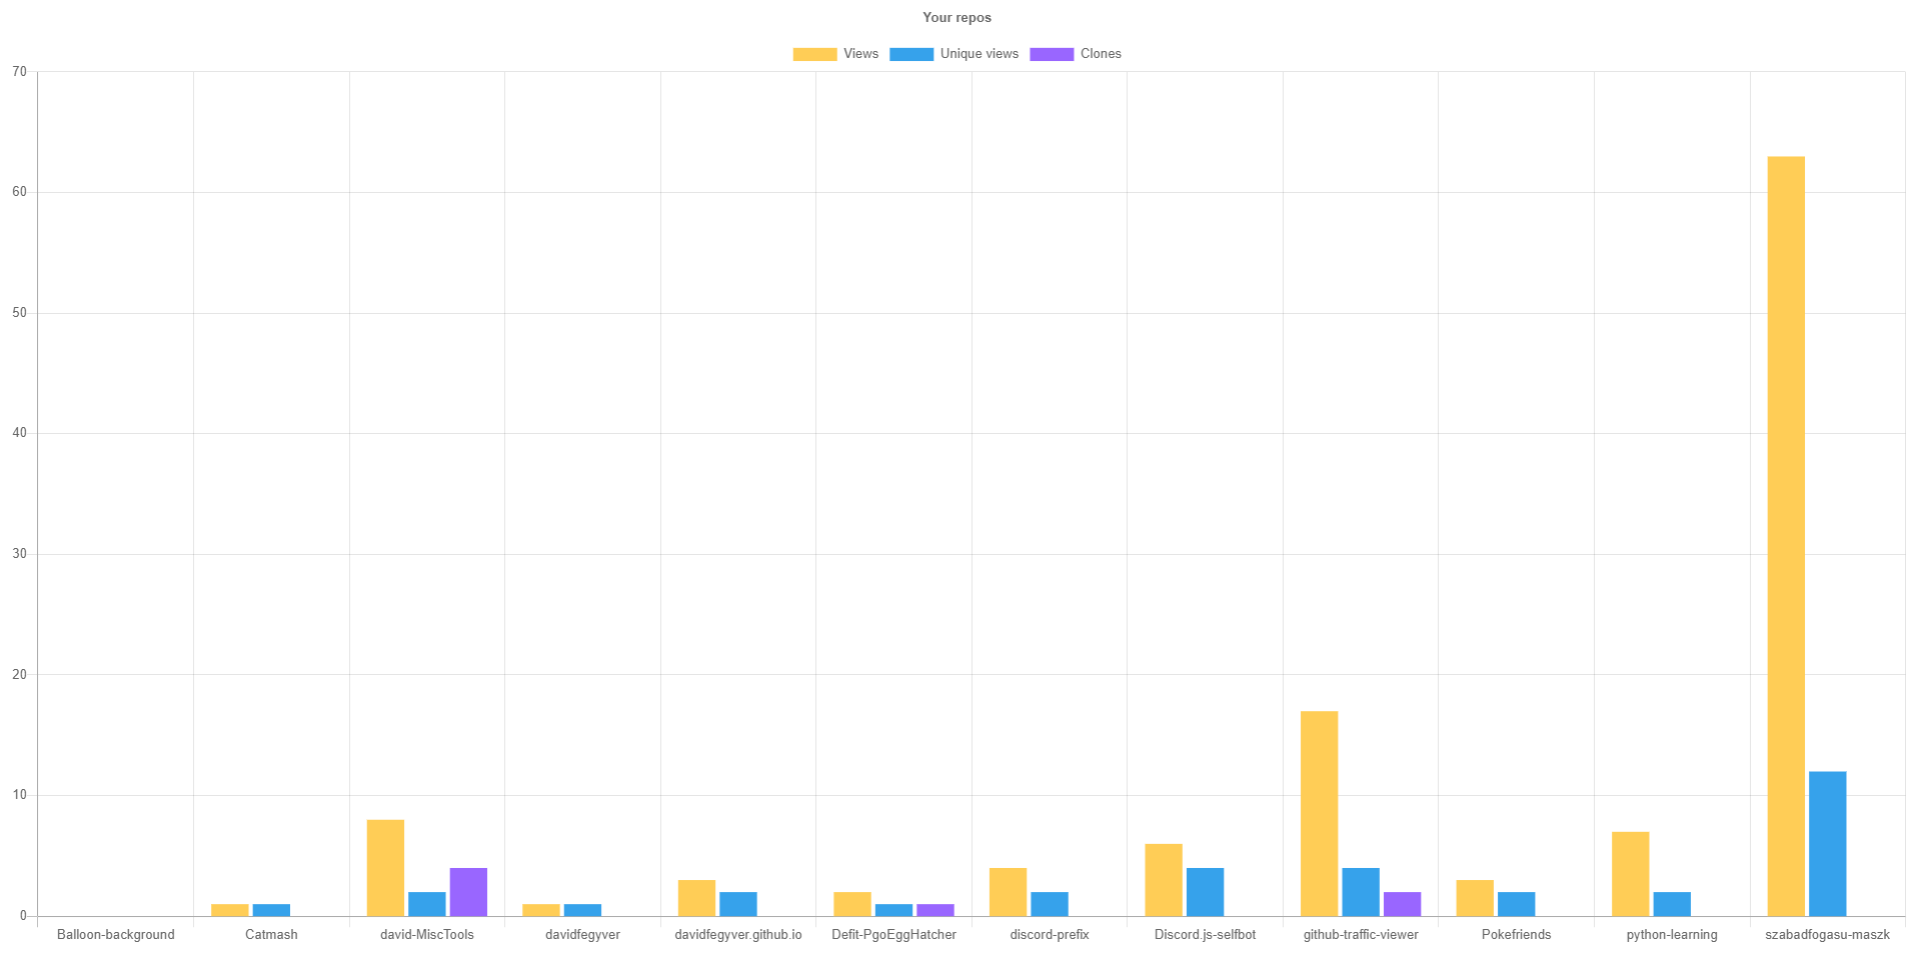 Your repos
Views Unique views Clones
70
60
50
40
30
20
10
0
Balloon-background Catmash david-MiscTools davidfegyver davidfegyver.github.io Defit-PgoEggHatcher discord-prefix Discord.js-selfbot github-traffic-viewer Pokefriends python-learning szabadfogasu-maszk